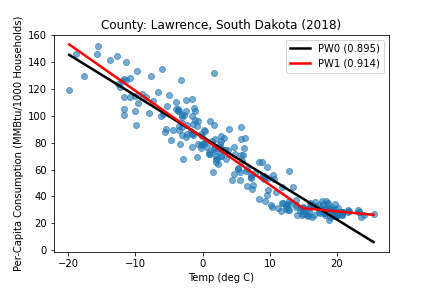 County: Lawrence, South Dakota (2018)
Per-Capita Consumption (MMBtu/1000 Households)
160
140
120
100
80
60
40
20
0
PW0 (0.895)
PW1 (0.914)
−20 −10 0 10 20
Temp (deg C)